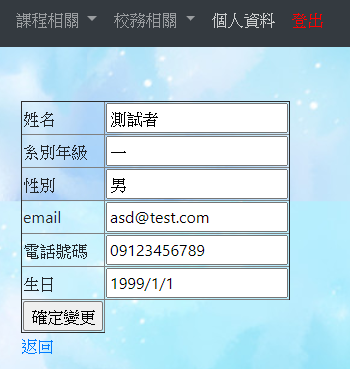 課程相關 校務相關 個人資料 登出
姓名 測試者
系別年級 一
性別 男
email asd@test.com
電話號碼 09123456789
生日 1999/1/1
確定變更
返回